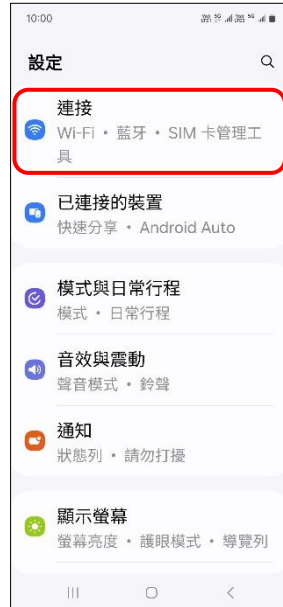 10:00
設定
連接
Wi-Fi • 藍牙 • SIM 卡管理工
具
已連接的裝置
快速分享 • Android Auto
模式與日常行程
模式 • 日常行程
音效與震動
聲音模式 • 鈴聲
通知
狀態列 • 請勿打擾
顯示螢幕
螢幕亮度 • 護眼模式 • 導覽列